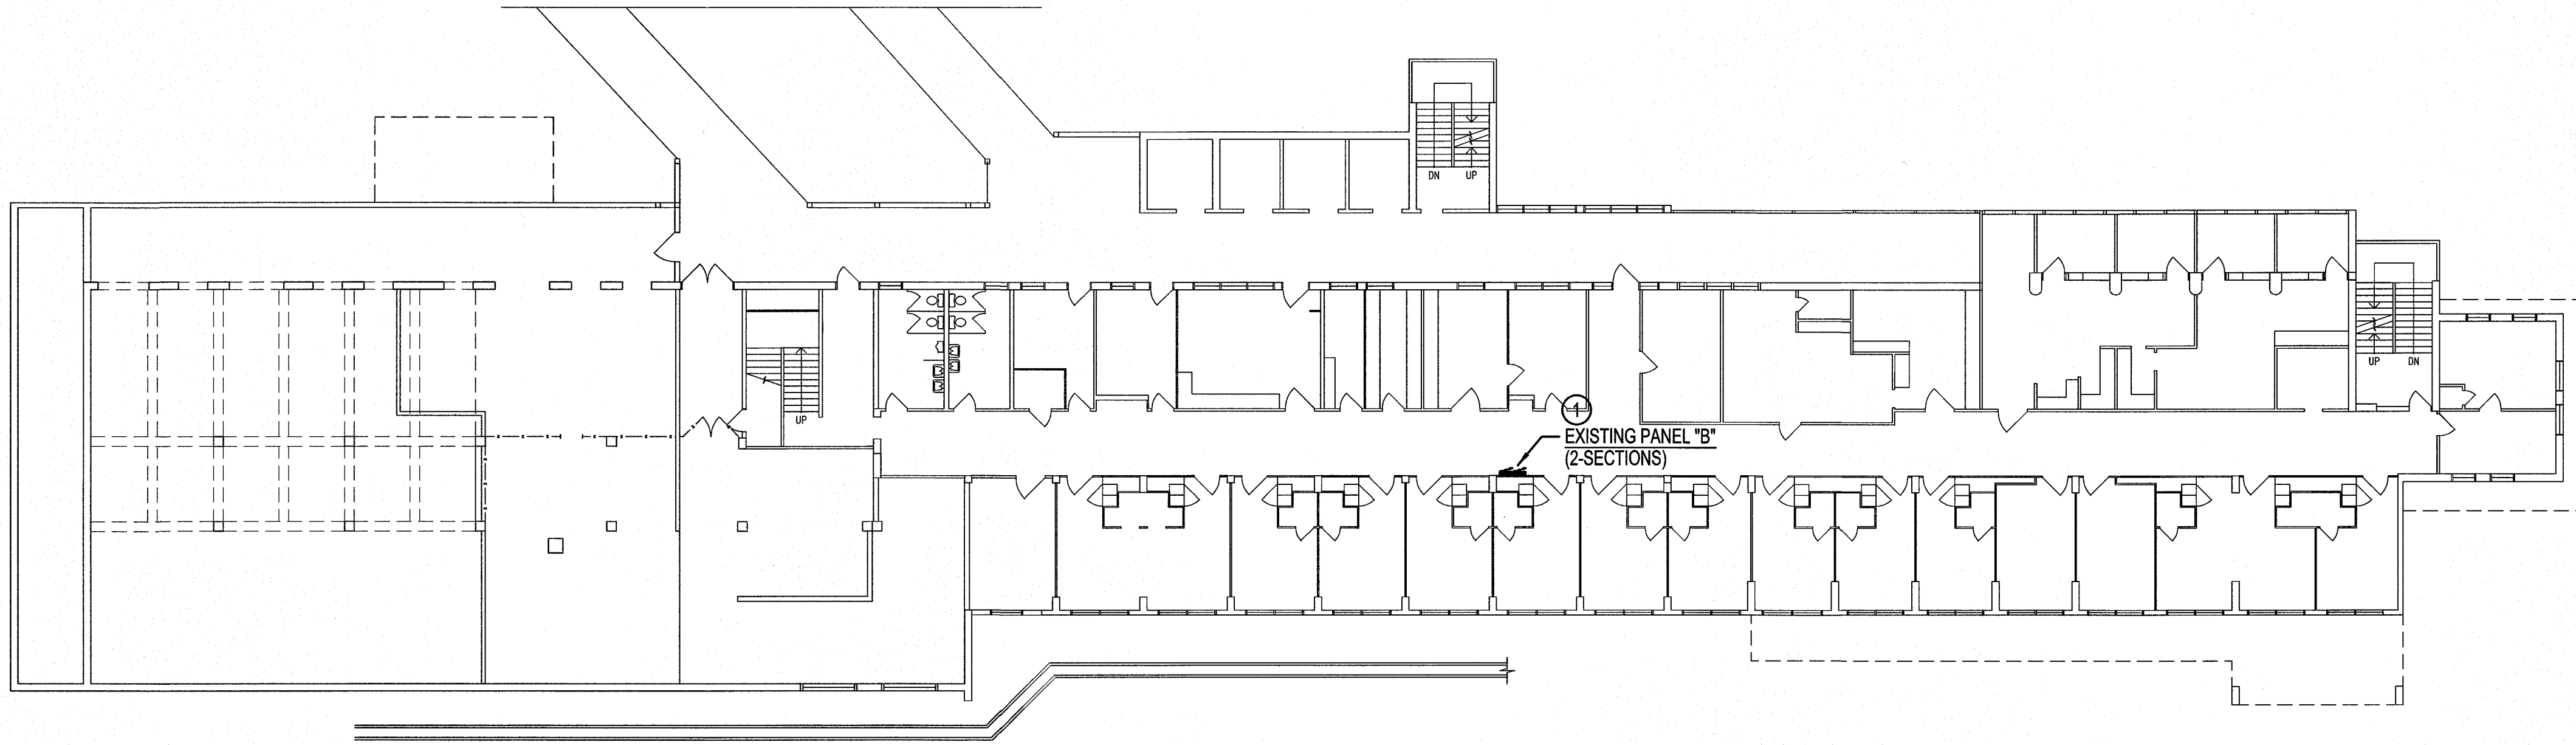 DN UP
1
EXISTING PANEL "B"
(2-SECTIONS)
UP DN
UP